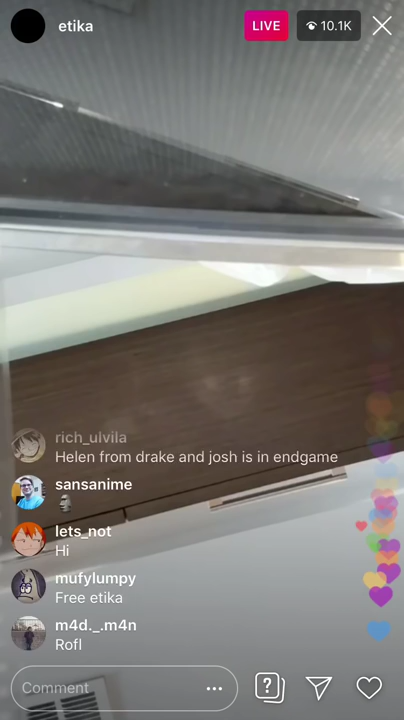 etika
LIVE
10.1K
rich_ulvila
Helen from drake and josh is in endgame
sansanime
🗿
lets_not
Hi
mufylumpy
Free etika
m4d._.m4n
Rofl
Comment